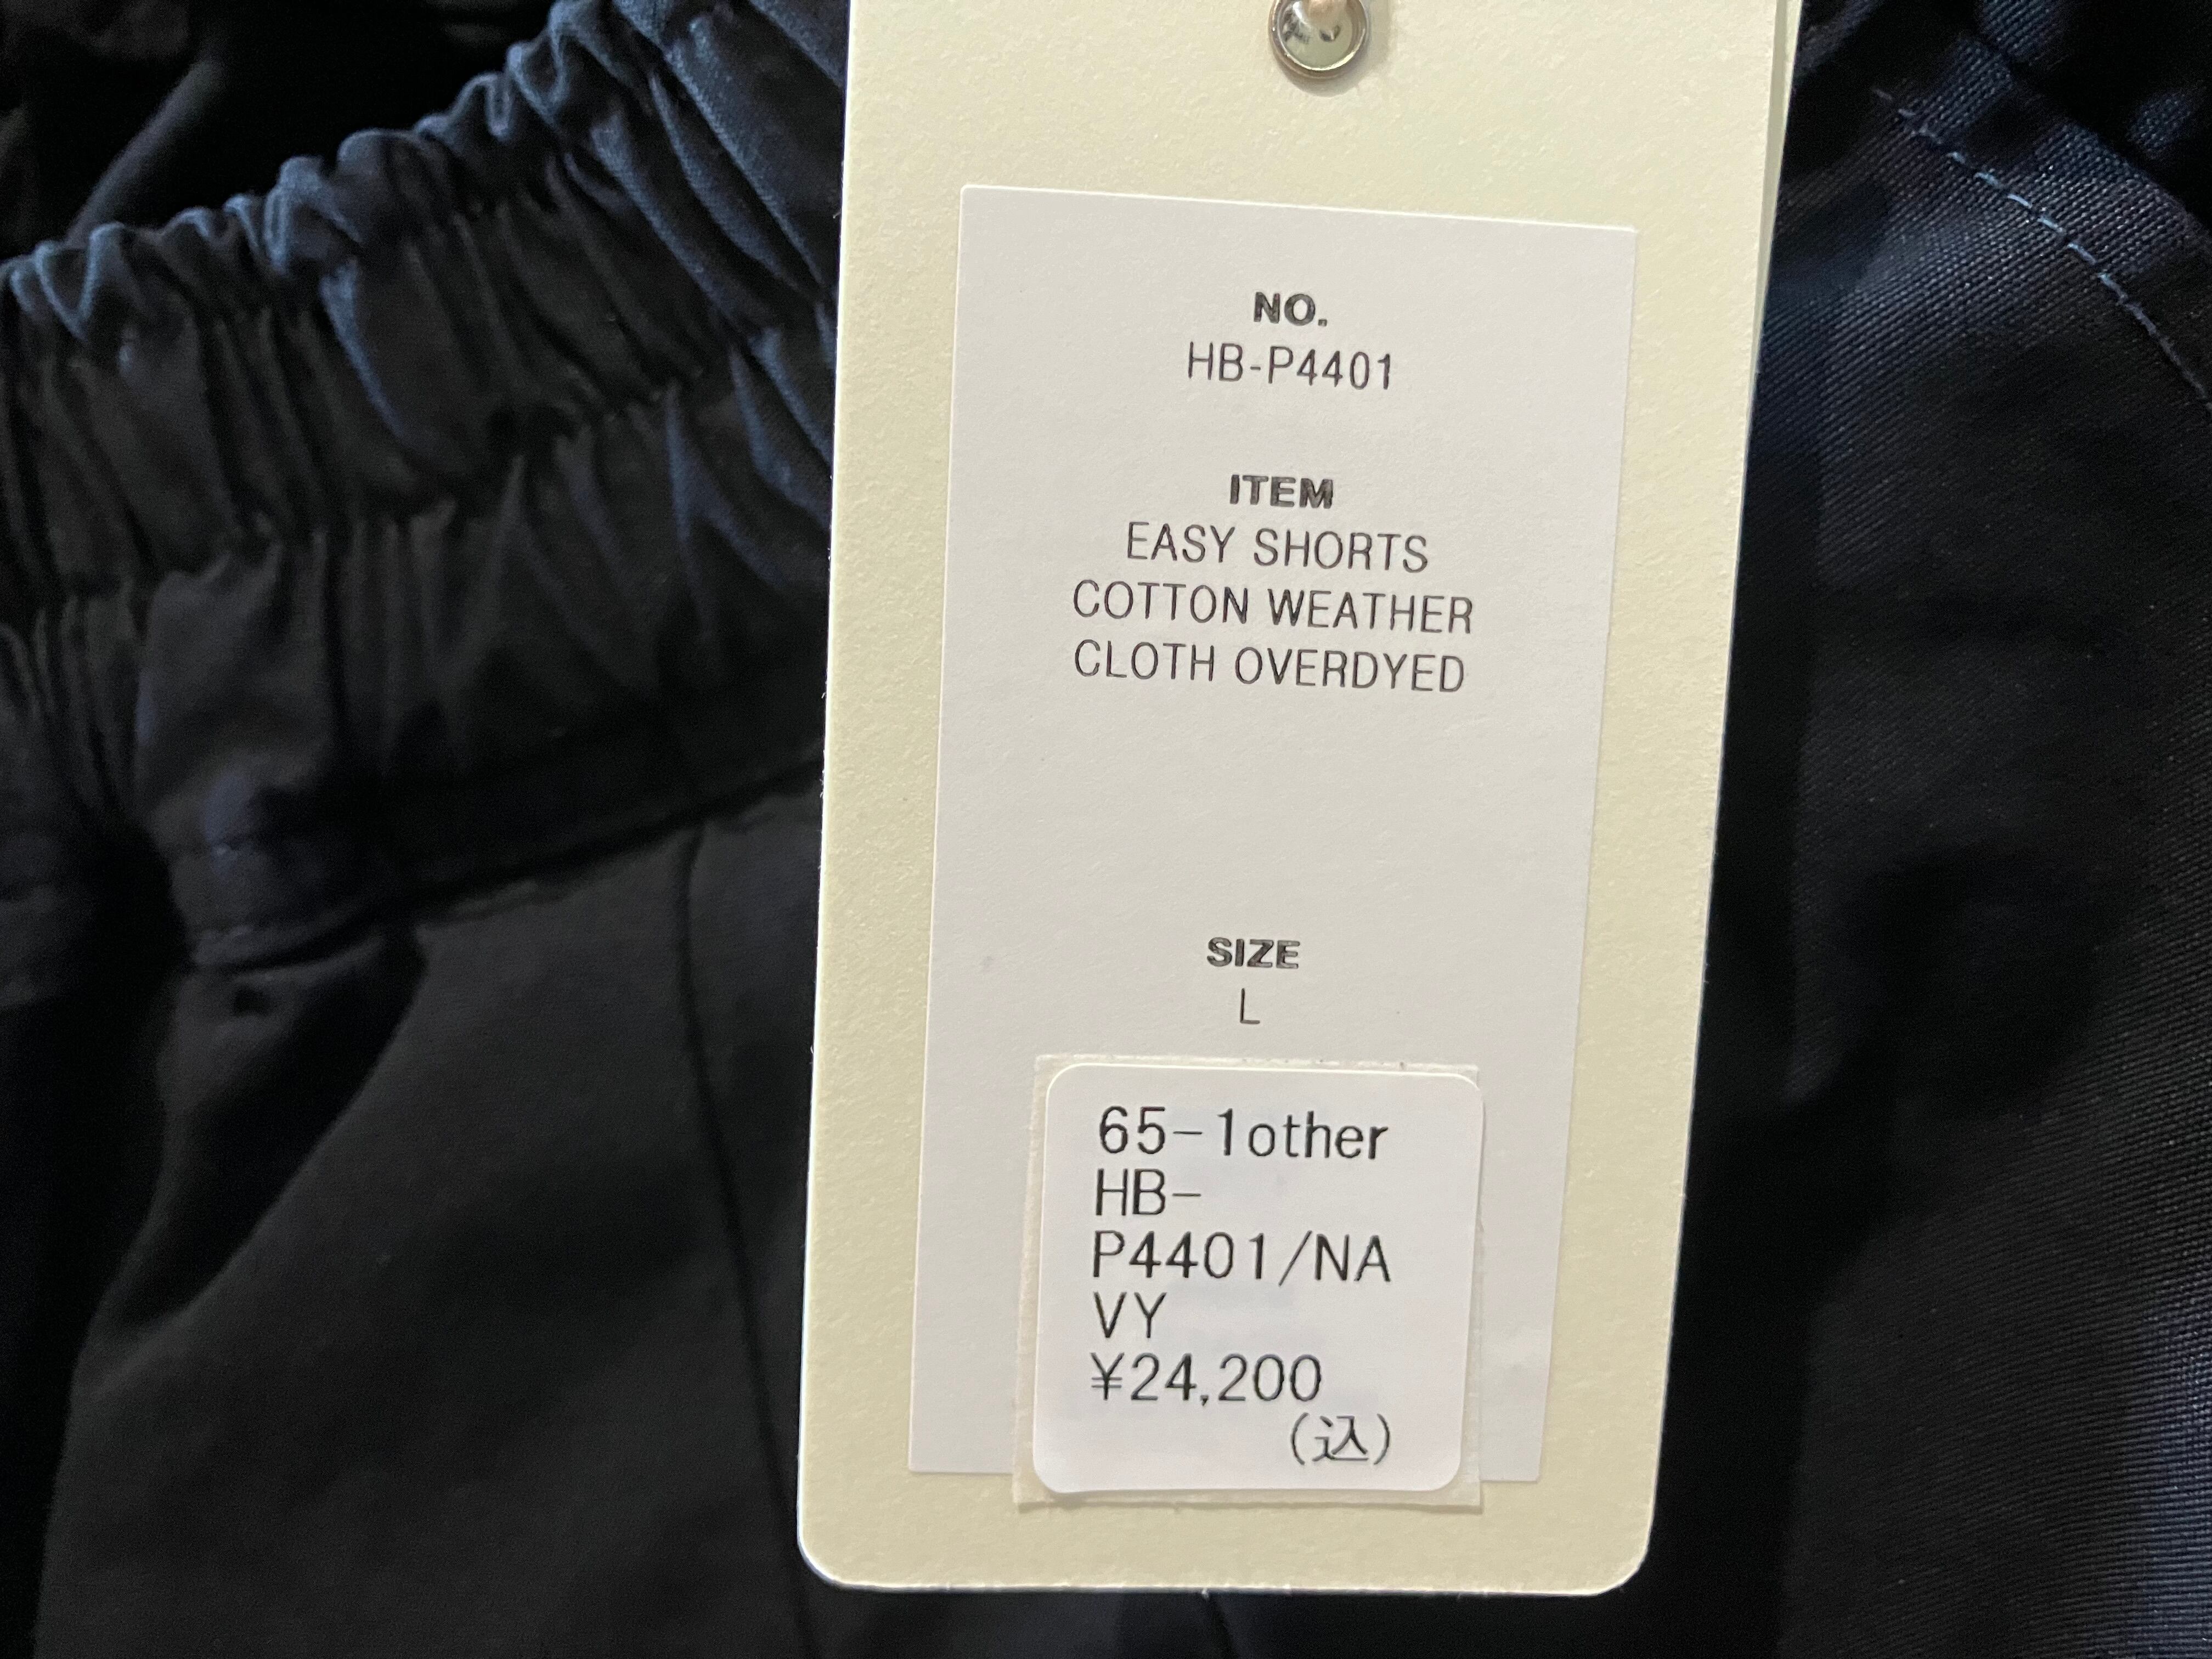 NO.
HB-P4401
ITEM
EASY SHORTS
COTTON WEATHER
CLOTH OVERDYED
SIZE
L
65-1other
HB-
P4401/NA
VY
¥24,200
(込)